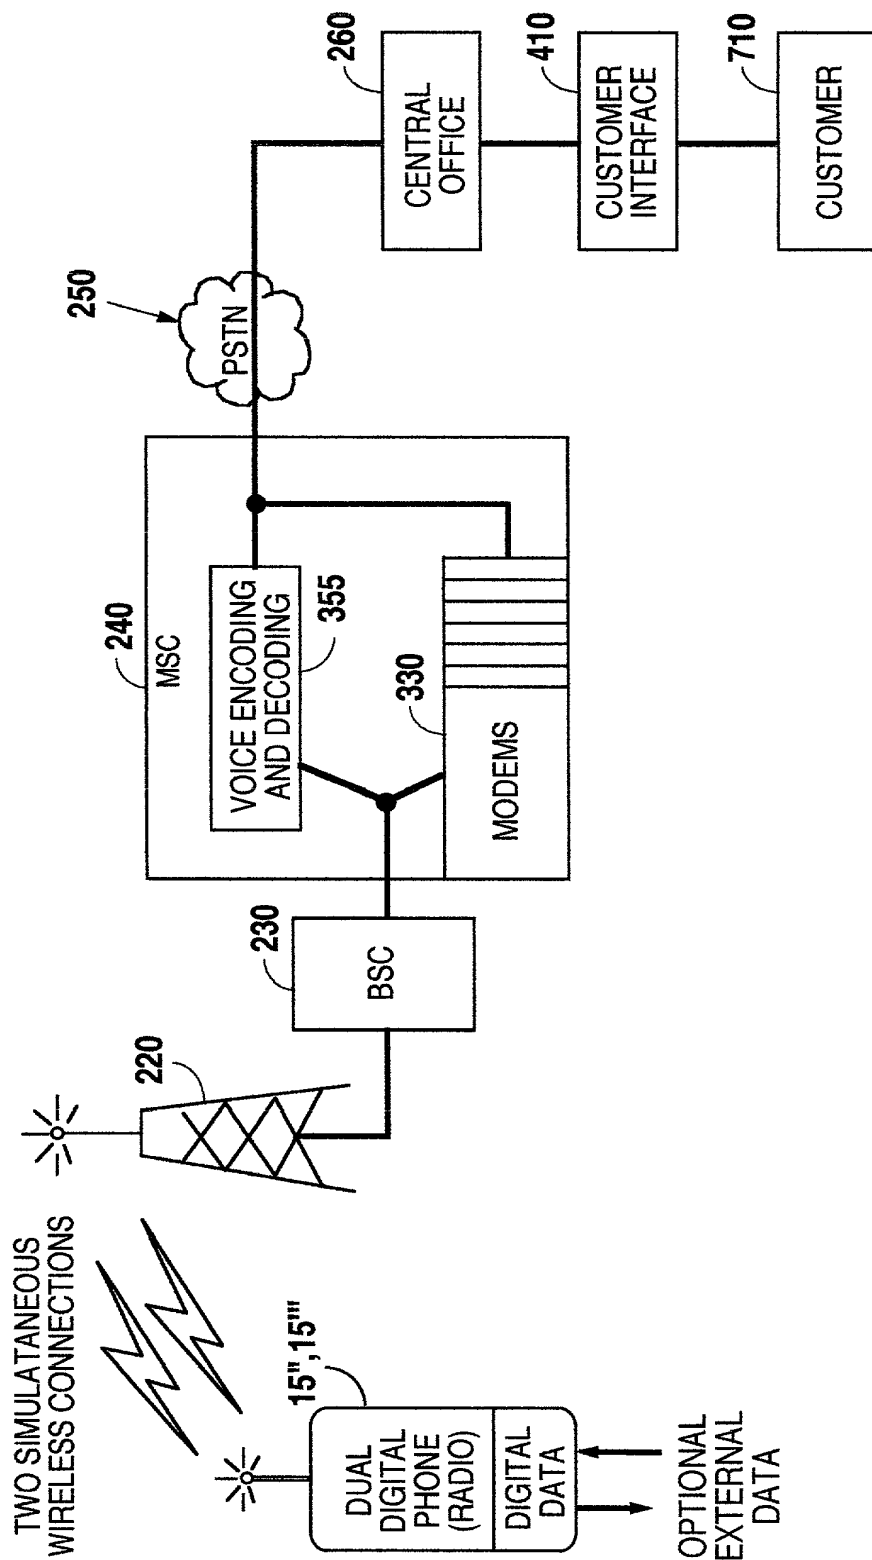 TWO SIMULATANEOUS
WIRELESS CONNECTIONS
15'', 15'''
DUAL
DIGITAL
PHONE
(RADIO)
DIGITAL
DATA
OPTIONAL
EXTERNAL
DATA
220
230
BSC
240
MSC
VOICE ENCODING
AND DECODING
355
330
MODEMS
250
PSTN
260
CENTRAL
OFFICE
410
CUSTOMER
INTERFACE
710
CUSTOMER